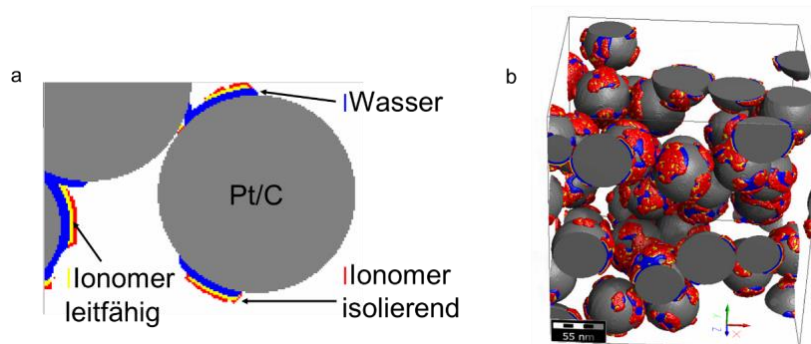 a
b
Wasser
Pt/C
Ionomer
leitfähig
Ionomer
isolierend
55 nm
Y
Z
X